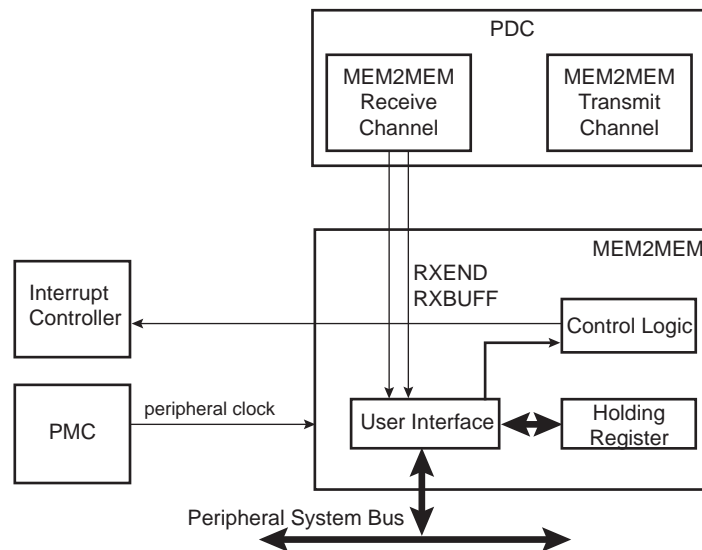 PDC
MEM2MEM
Receive
Channel
MEM2MEM
Transmit
Channel
MEM2MEM
RXEND
RXBUFF
Interrupt
Controller
Control Logic
peripheral clock
PMC
User Interface
Holding
Register
Peripheral System Bus